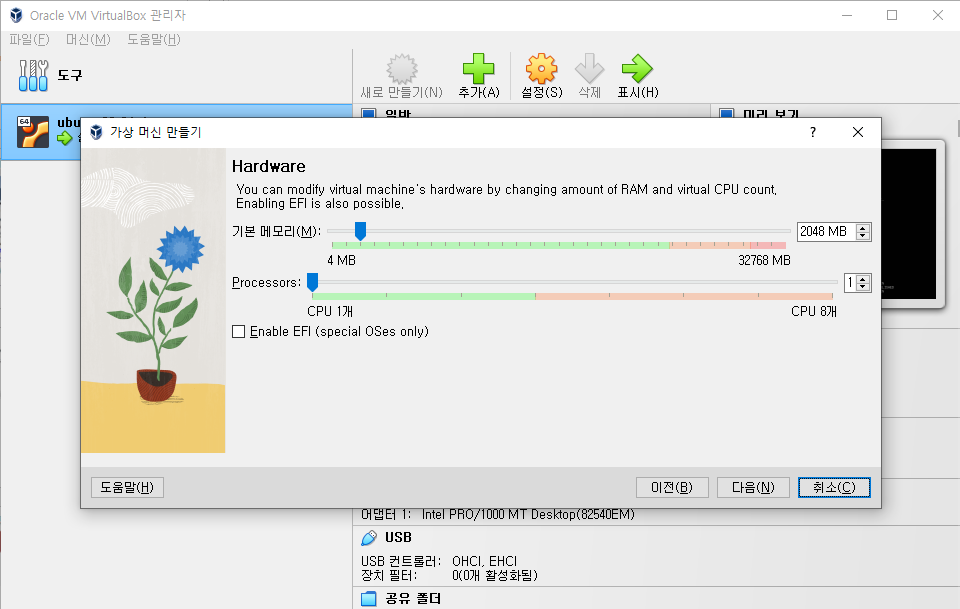 Oracle VM VirtualBox 관리자
파일(F) 머신(M) 도움말(H)
도구
새로 만들기(N) 추가(A) 설정(S) 삭제 표시(H)
일반 미리 보기
64
가상 머신 만들기 ?
Hardware
You can modify virtual machine's hardware by changing amount of RAM and virtual CPU count.
Enabling EFI is also possible.
기본 메모리(M): 2048 MB
4 MB 32768 MB
Processors: 1
CPU 1개 CPU 8개
Enable EFI (special OSes only)
도움말(H) 이전(B) 다음(N) 취소(C)
어댑터 1: Intel PRO/1000 MT Desktop(82540EM)
USB
USB 컨트롤러: OHCI, EHCI
장치 필터: 0(0개 활성화됨)
공유 폴더